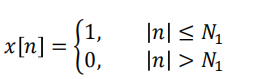 x[n] = { 1, |n| ≤ N₁
0, |n| > N₁